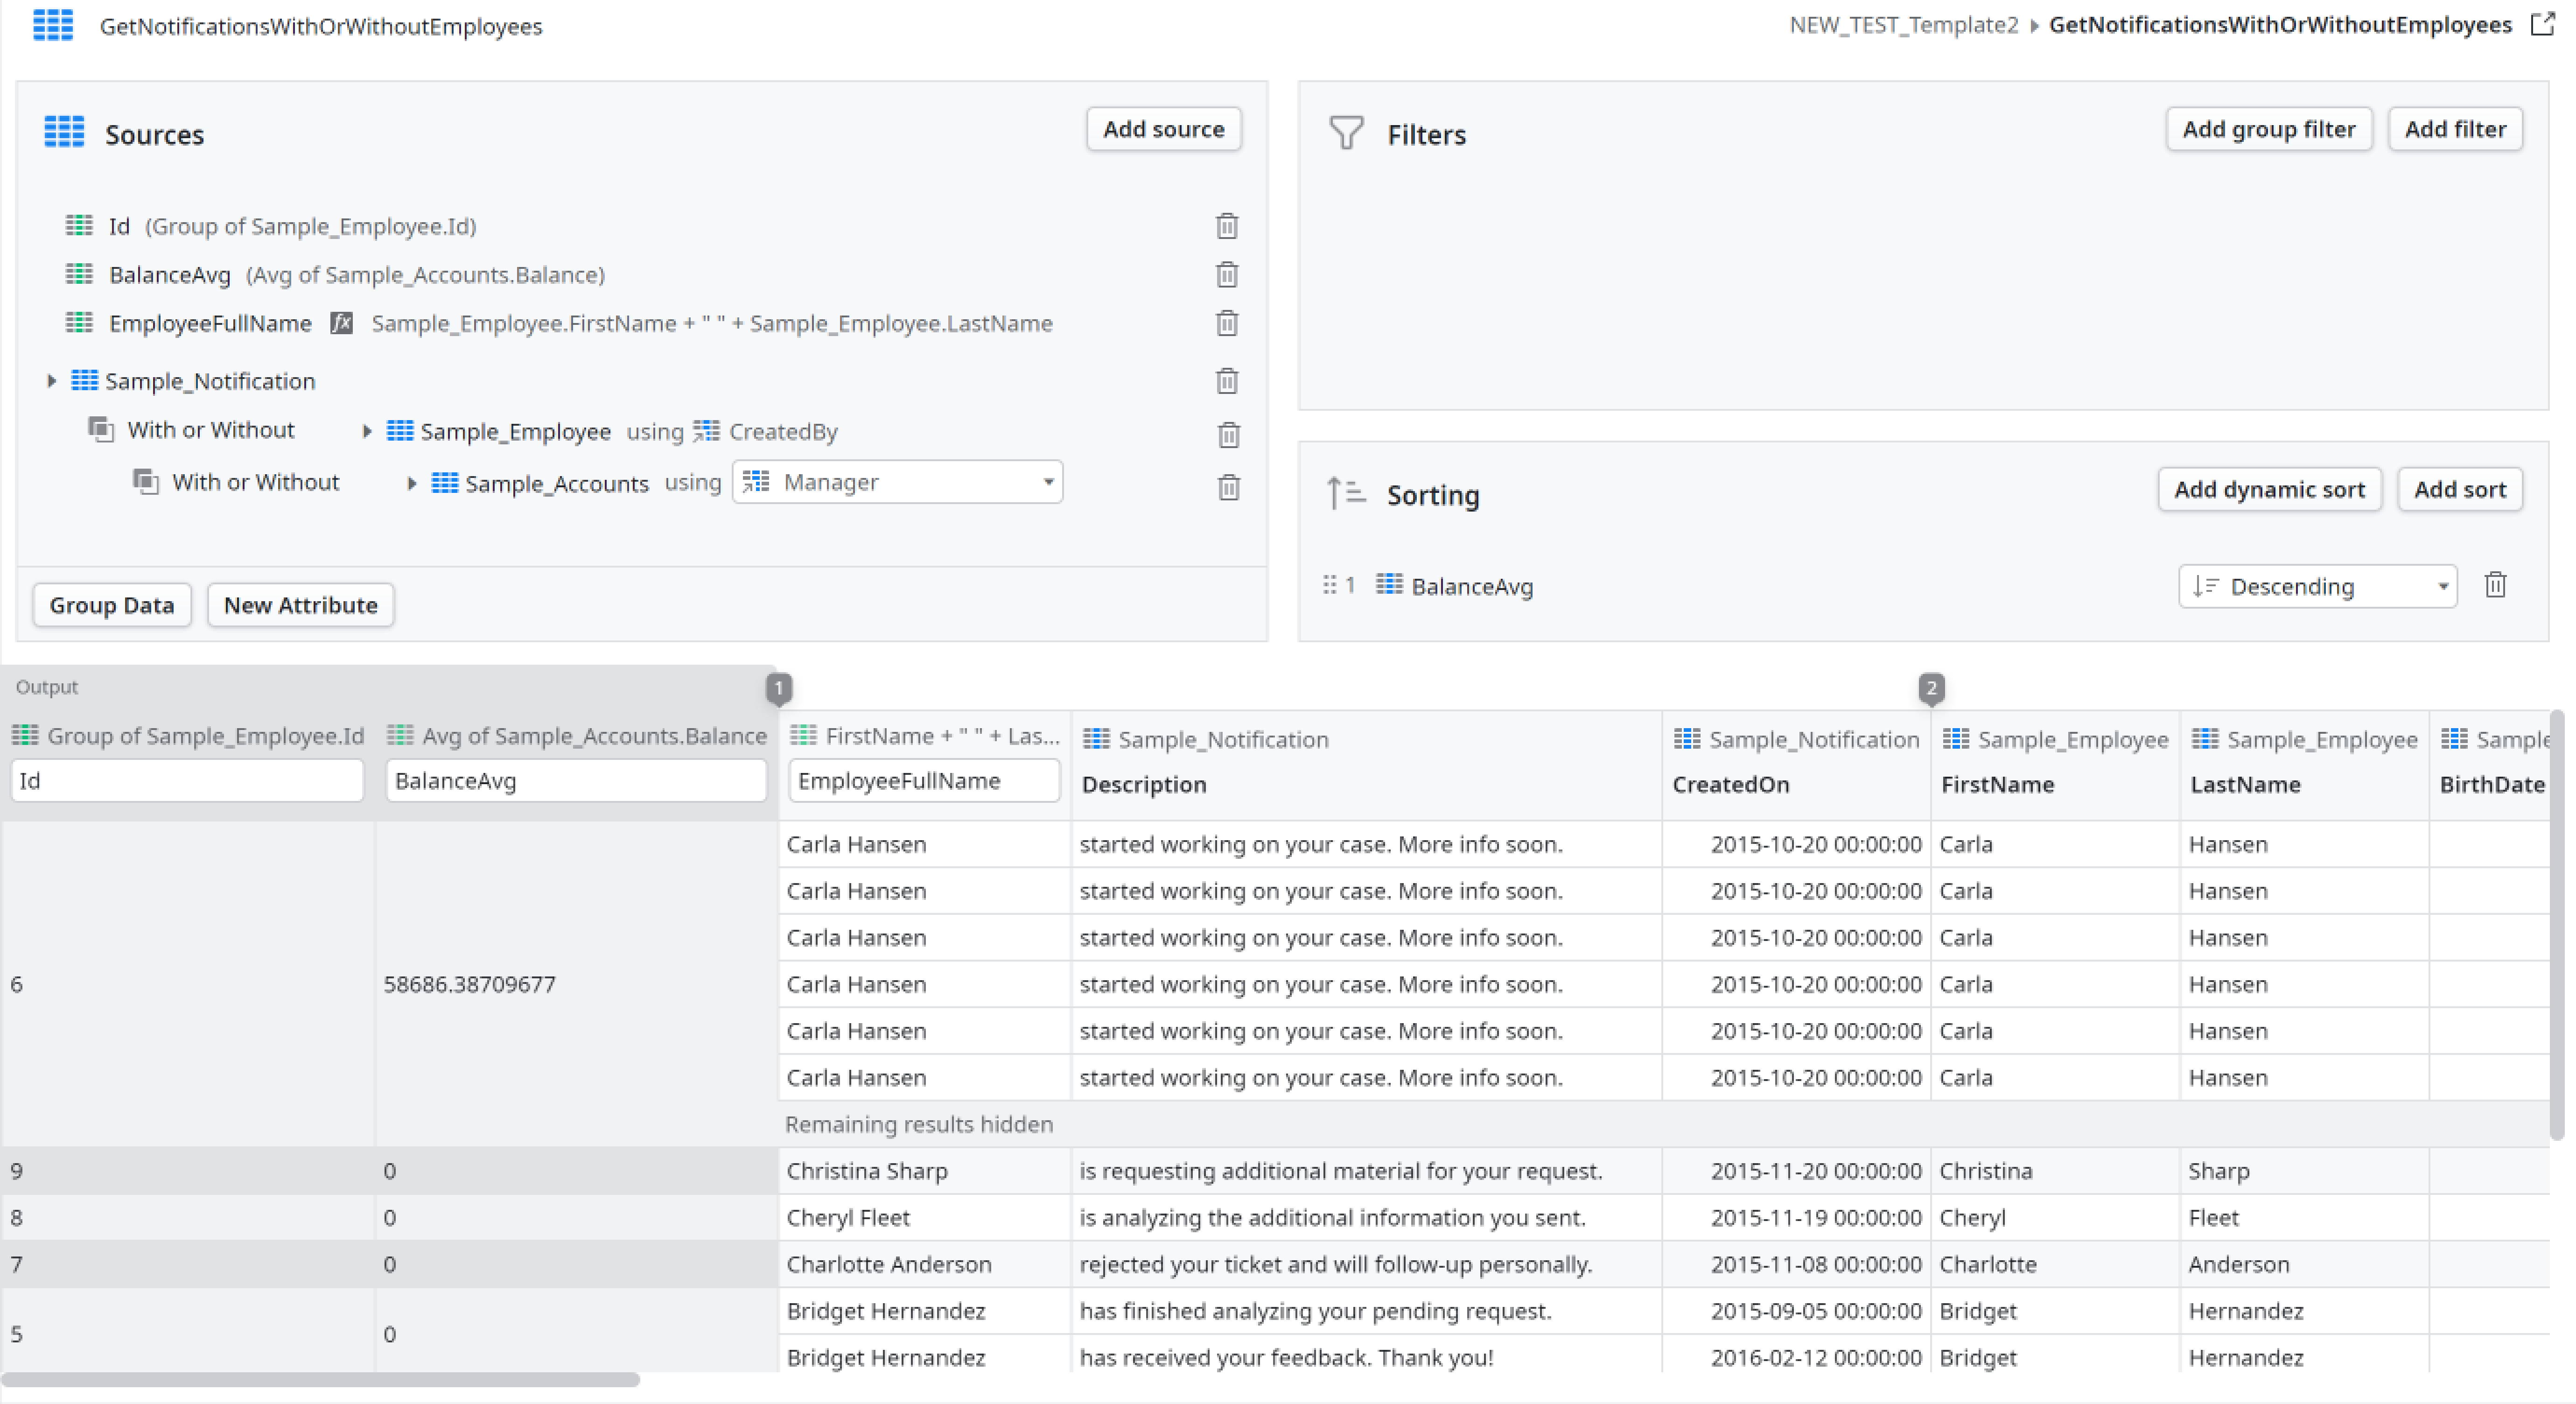 GetNotificationsWithOrWithoutEmployees
NEW_TEST_Template2 GetNotificationsWithOrWithoutEmployees
Sources
Add source
Id (Group of Sample_Employee.Id)
BalanceAvg (Avg of Sample_Accounts.Balance)
EmployeeFullName fx Sample_Employee.FirstName + " " + Sample_Employee.LastName
Sample_Notification
With or Without Sample_Employee using CreatedBy
With or Without Sample_Accounts using Manager
Group Data New Attribute
Filters
Add group filter Add filter
Sorting
Add dynamic sort Add sort
1 BalanceAvg Descending
Output 1 2
Group of Sample_Employee.Id Avg of Sample_Accounts.Balance FirstName + " " + Las... Sample_Notification Sample_Notification Sample_Employee Sample_Employee Sample
Id BalanceAvg EmployeeFullName Description CreatedOn FirstName LastName BirthDate
Carla Hansen started working on your case. More info soon. 2015-10-20 00:00:00 Carla Hansen
Carla Hansen started working on your case. More info soon. 2015-10-20 00:00:00 Carla Hansen
Carla Hansen started working on your case. More info soon. 2015-10-20 00:00:00 Carla Hansen
6 58686.38709677 Carla Hansen started working on your case. More info soon. 2015-10-20 00:00:00 Carla Hansen
Carla Hansen started working on your case. More info soon. 2015-10-20 00:00:00 Carla Hansen
Carla Hansen started working on your case. More info soon. 2015-10-20 00:00:00 Carla Hansen
Remaining results hidden
9 0 Christina Sharp is requesting additional material for your request. 2015-11-20 00:00:00 Christina Sharp
8 0 Cheryl Fleet is analyzing the additional information you sent. 2015-11-19 00:00:00 Cheryl Fleet
7 0 Charlotte Anderson rejected your ticket and will follow-up personally. 2015-11-08 00:00:00 Charlotte Anderson
5 0 Bridget Hernandez has finished analyzing your pending request. 2015-09-05 00:00:00 Bridget Hernandez
Bridget Hernandez has received your feedback. Thank you! 2016-02-12 00:00:00 Bridget Hernandez